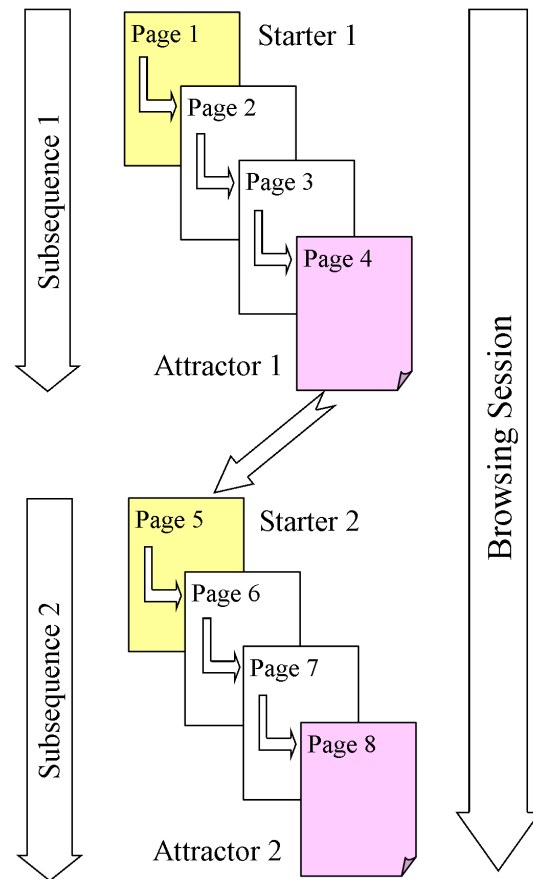 Page 1
Starter 1
Page 2
Page 3
Page 4
Attractor 1
Subsequence 1
Browsing Session
Page 5
Starter 2
Page 6
Page 7
Page 8
Attractor 2
Subsequence 2